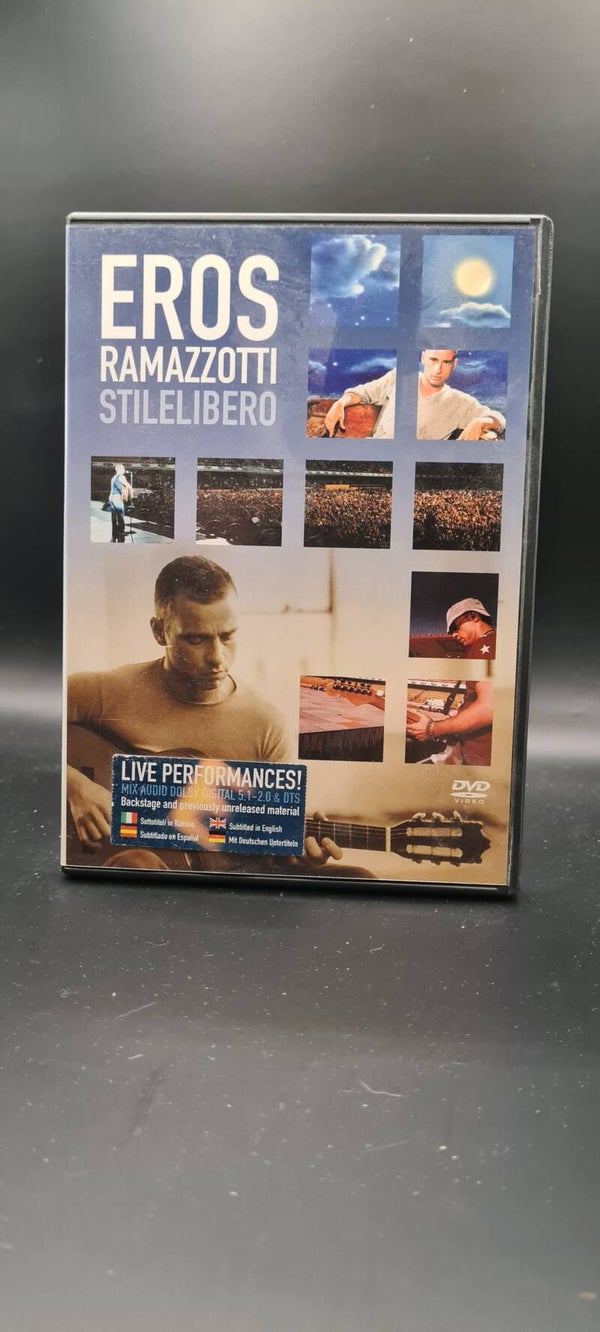 EROS
RAMAZZOTTI
STILELIBERO
LIVE PERFORMANCES!
MIX AUDIO DOLBY DIGITAL 5.1-2.0 & DTS
Backstage and previously unreleased material
Sottotitoli in Italiano
Subtitled in English
Subtitlado en Español
Mit Deutschen Untertiteln
DVD
VIDEO